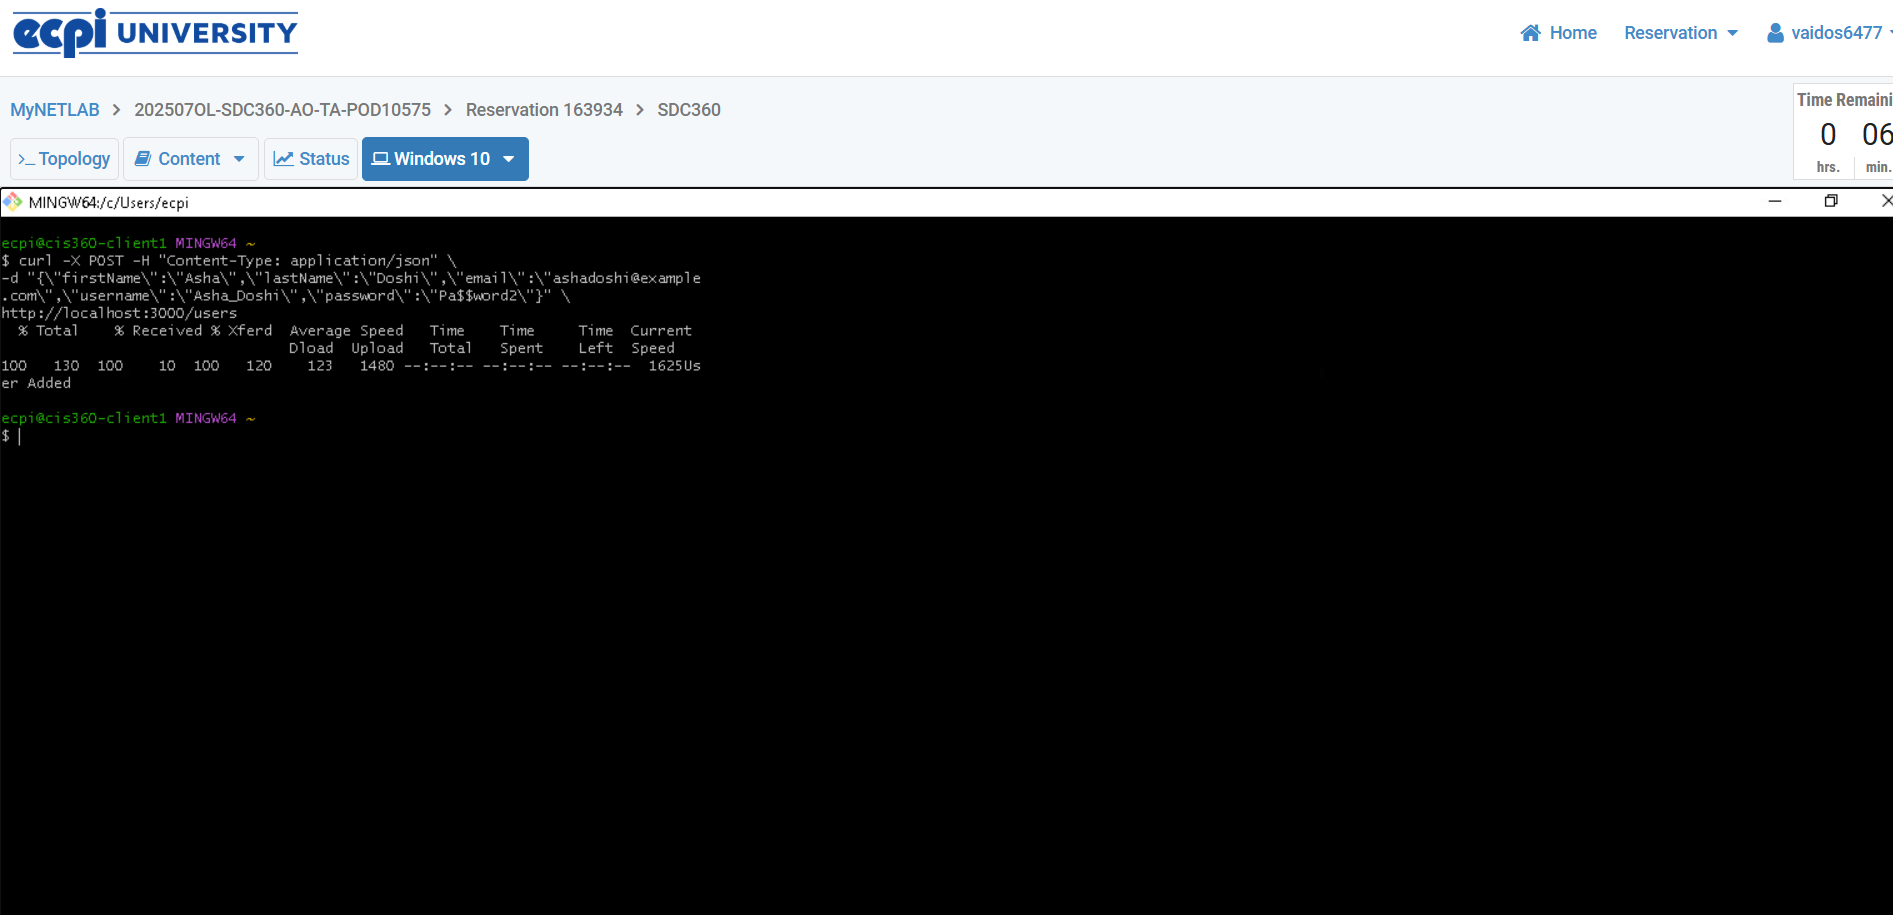 ecpi UNIVERSITY
Home Reservation vaidos6477
MyNETLAB > 202507OL-SDC360-AO-TA-POD10575 > Reservation 163934 > SDC360
Time Remaini
0 06
hrs. min.
>_ Topology Content Status Windows 10
MINGW64:/c/Users/ecpi
ecpi@cis360-client1 MINGW64 ~
$ curl -X POST -H "Content-Type: application/json" \
-d "{\"firstName\":\"Asha\",\"lastName\":\"Doshi\",\"email\":\"ashadoshi@example
.com\",\"username\":\"Asha_Doshi\",\"password\":\"Pa$$word2\"}" \
http://localhost:3000/users
% Total % Received % Xferd Average Speed Time Time Time Current
Dload Upload Total Spent Left Speed
100 130 100 10 100 120 123 1480 --:--:-- --:--:-- --:--:-- 1625Us
er Added
ecpi@cis360-client1 MINGW64 ~
$